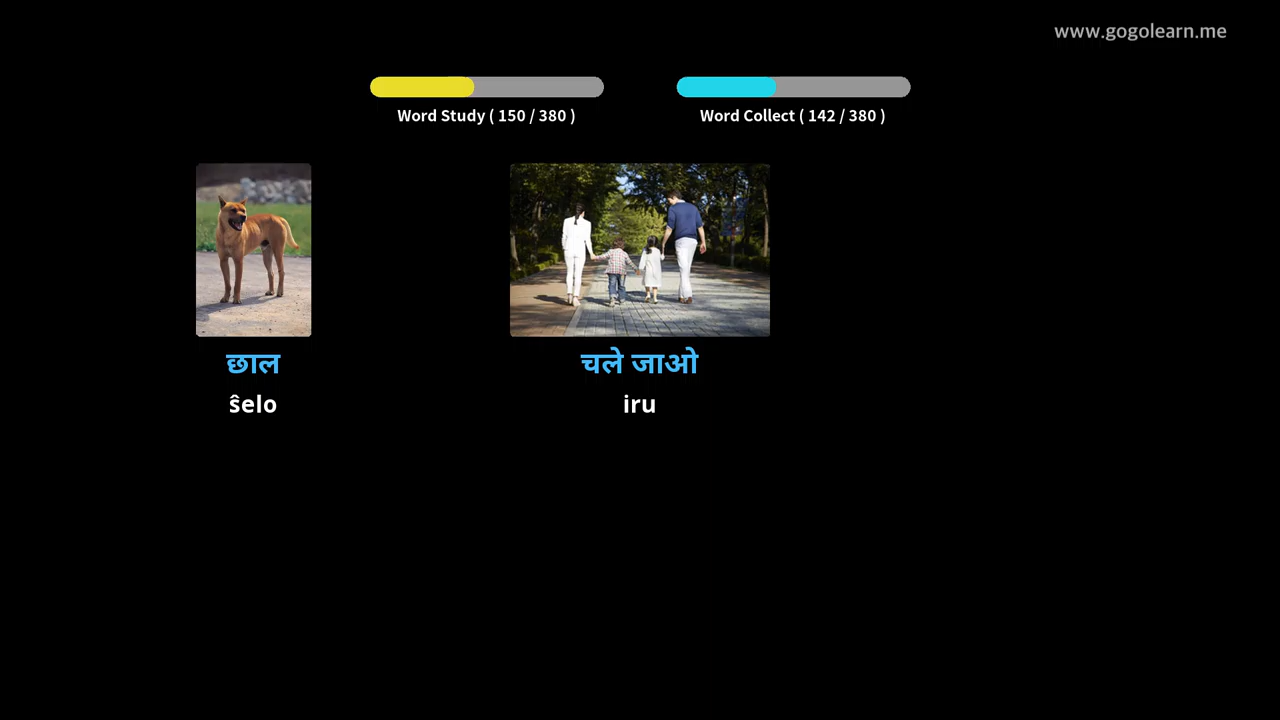 www.gogolearn.me
Word Study ( 150 / 380 )
Word Collect ( 142 / 380 )
छाल
चले जाओ
ŝelo
iru